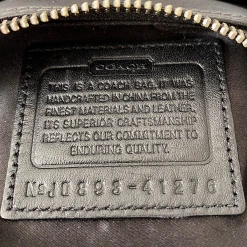 COACH
THIS IS A COACH BAG. IT WAS
HANDCRAFTED IN CHINA FROM THE
FINEST MATERIALS AND LEATHER.
ITS SUPERIOR CRAFTSMANSHIP
REFLECTS OUR COMMITMENT TO
ENDURING QUALITY.
No J0893-41276